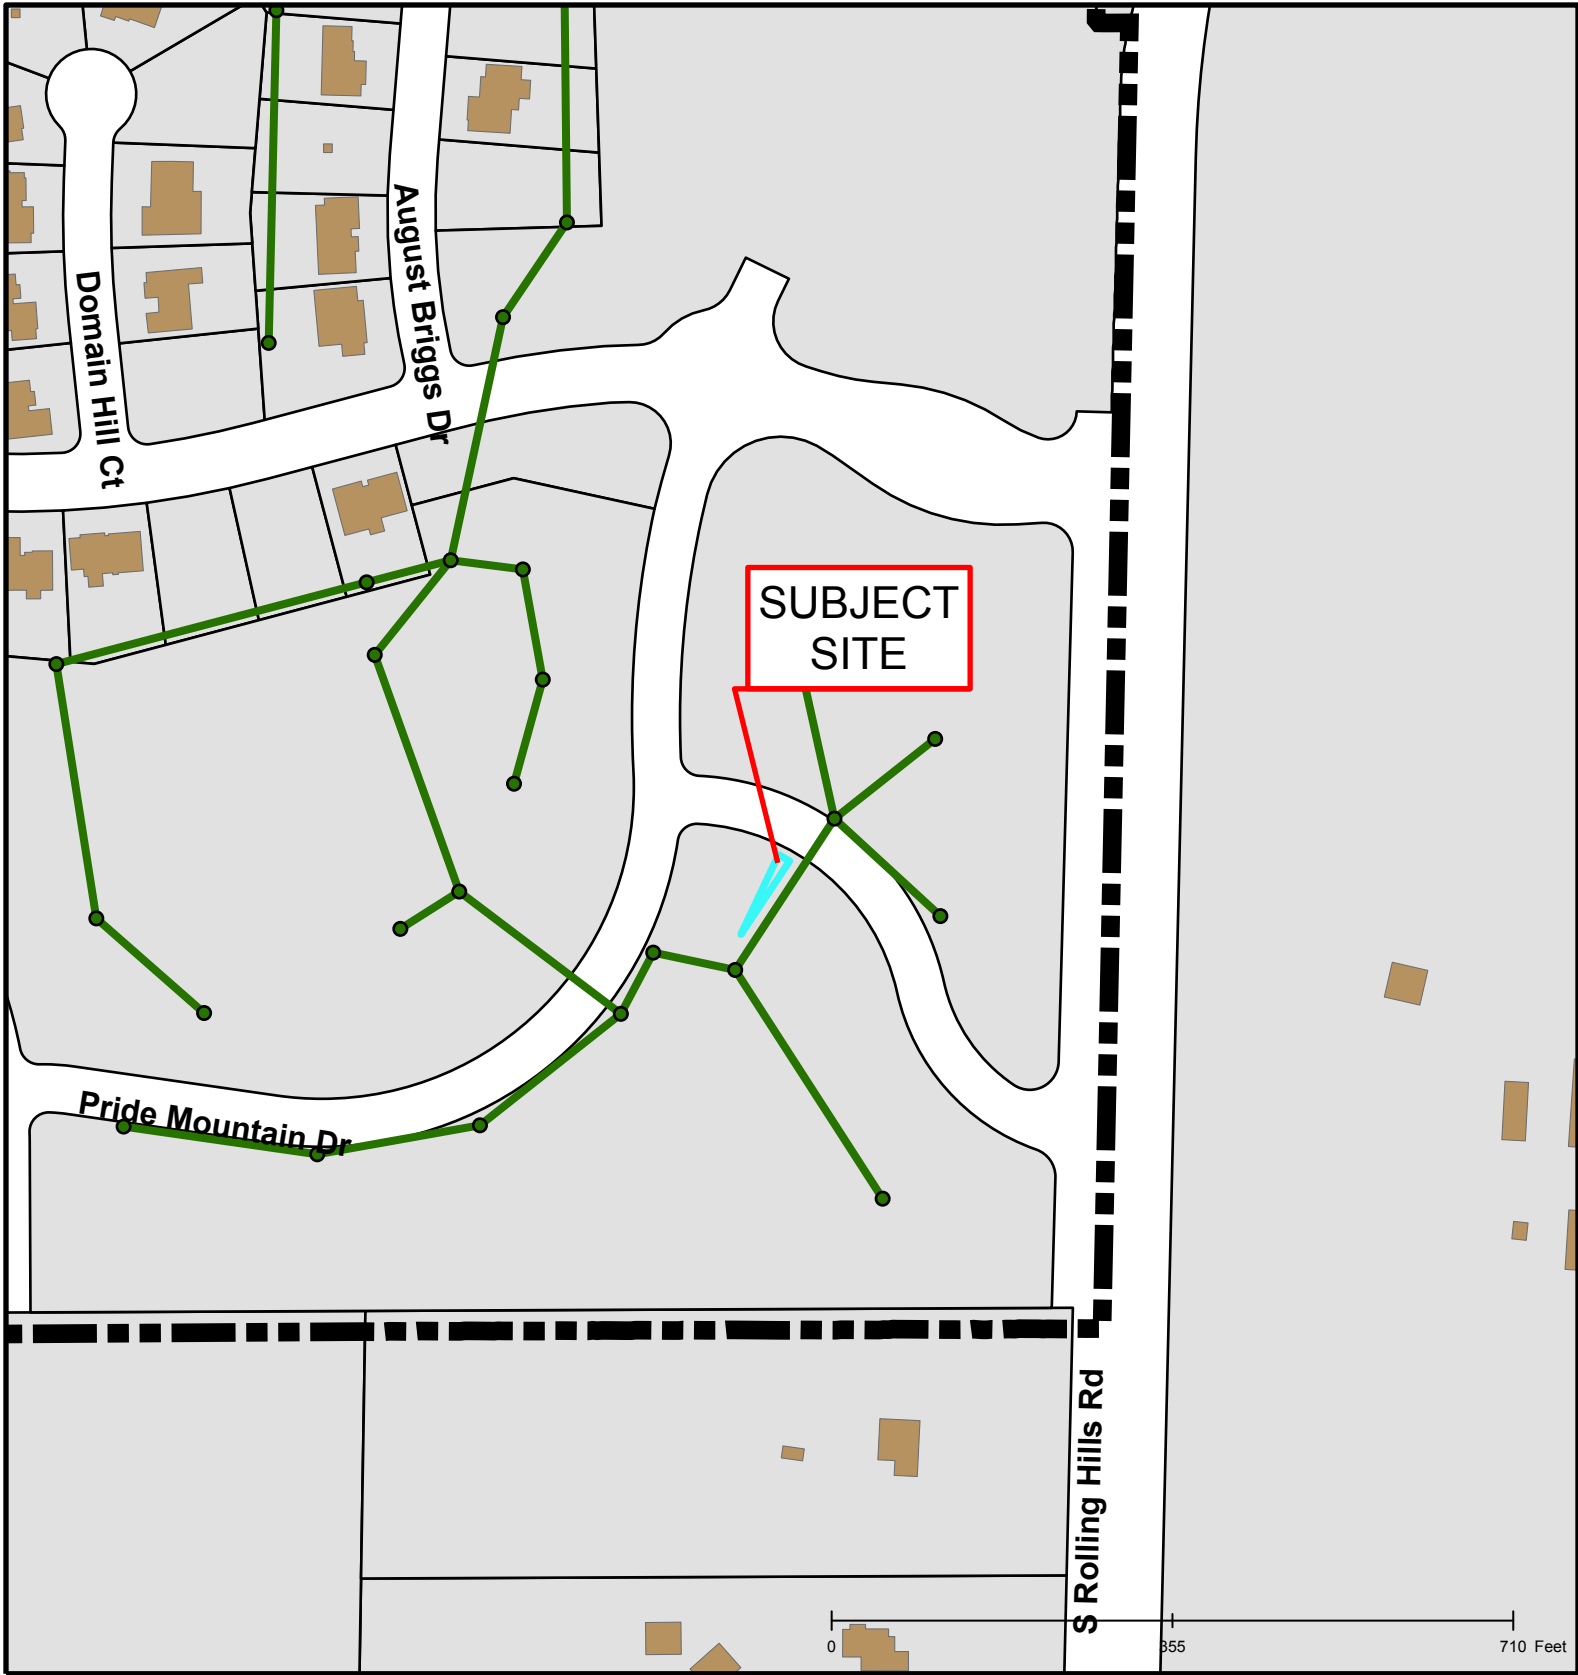 August Briggs Dr
Domain Hill Ct
SUBJECT
SITE
Pride Mountain Dr
S Rolling Hills Rd
0 355 710 Feet